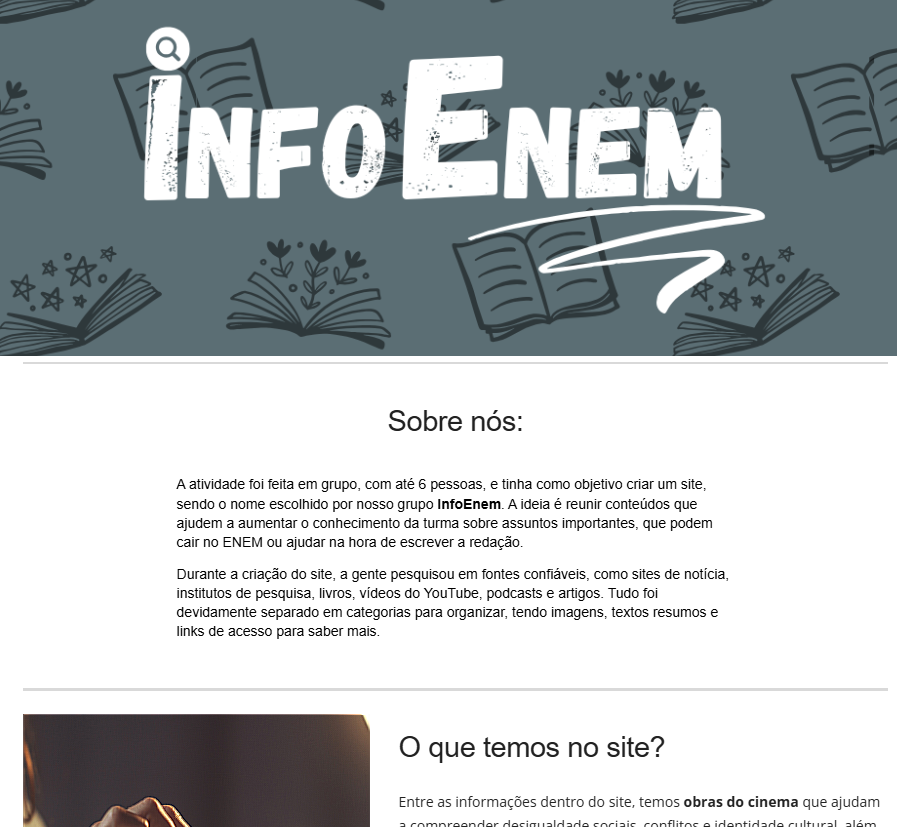 INFOENEM
Sobre nós:
A atividade foi feita em grupo, com até 6 pessoas, e tinha como objetivo criar um site,
sendo o nome escolhido por nosso grupo InfoEnem. A ideia é reunir conteúdos que
ajudem a aumentar o conhecimento da turma sobre assuntos importantes, que podem
cair no ENEM ou ajudar na hora de escrever a redação.
Durante a criação do site, a gente pesquisou em fontes confiáveis, como sites de notícia,
institutos de pesquisa, livros, vídeos do YouTube, podcasts e artigos. Tudo foi
devidamente separado em categorias para organizar, tendo imagens, textos resumos e
links de acesso para saber mais.
O que temos no site?
Entre as informações dentro do site, temos obras do cinema que ajudam
a compreender desigualdade sociais, conflitos e identidade cultural, além